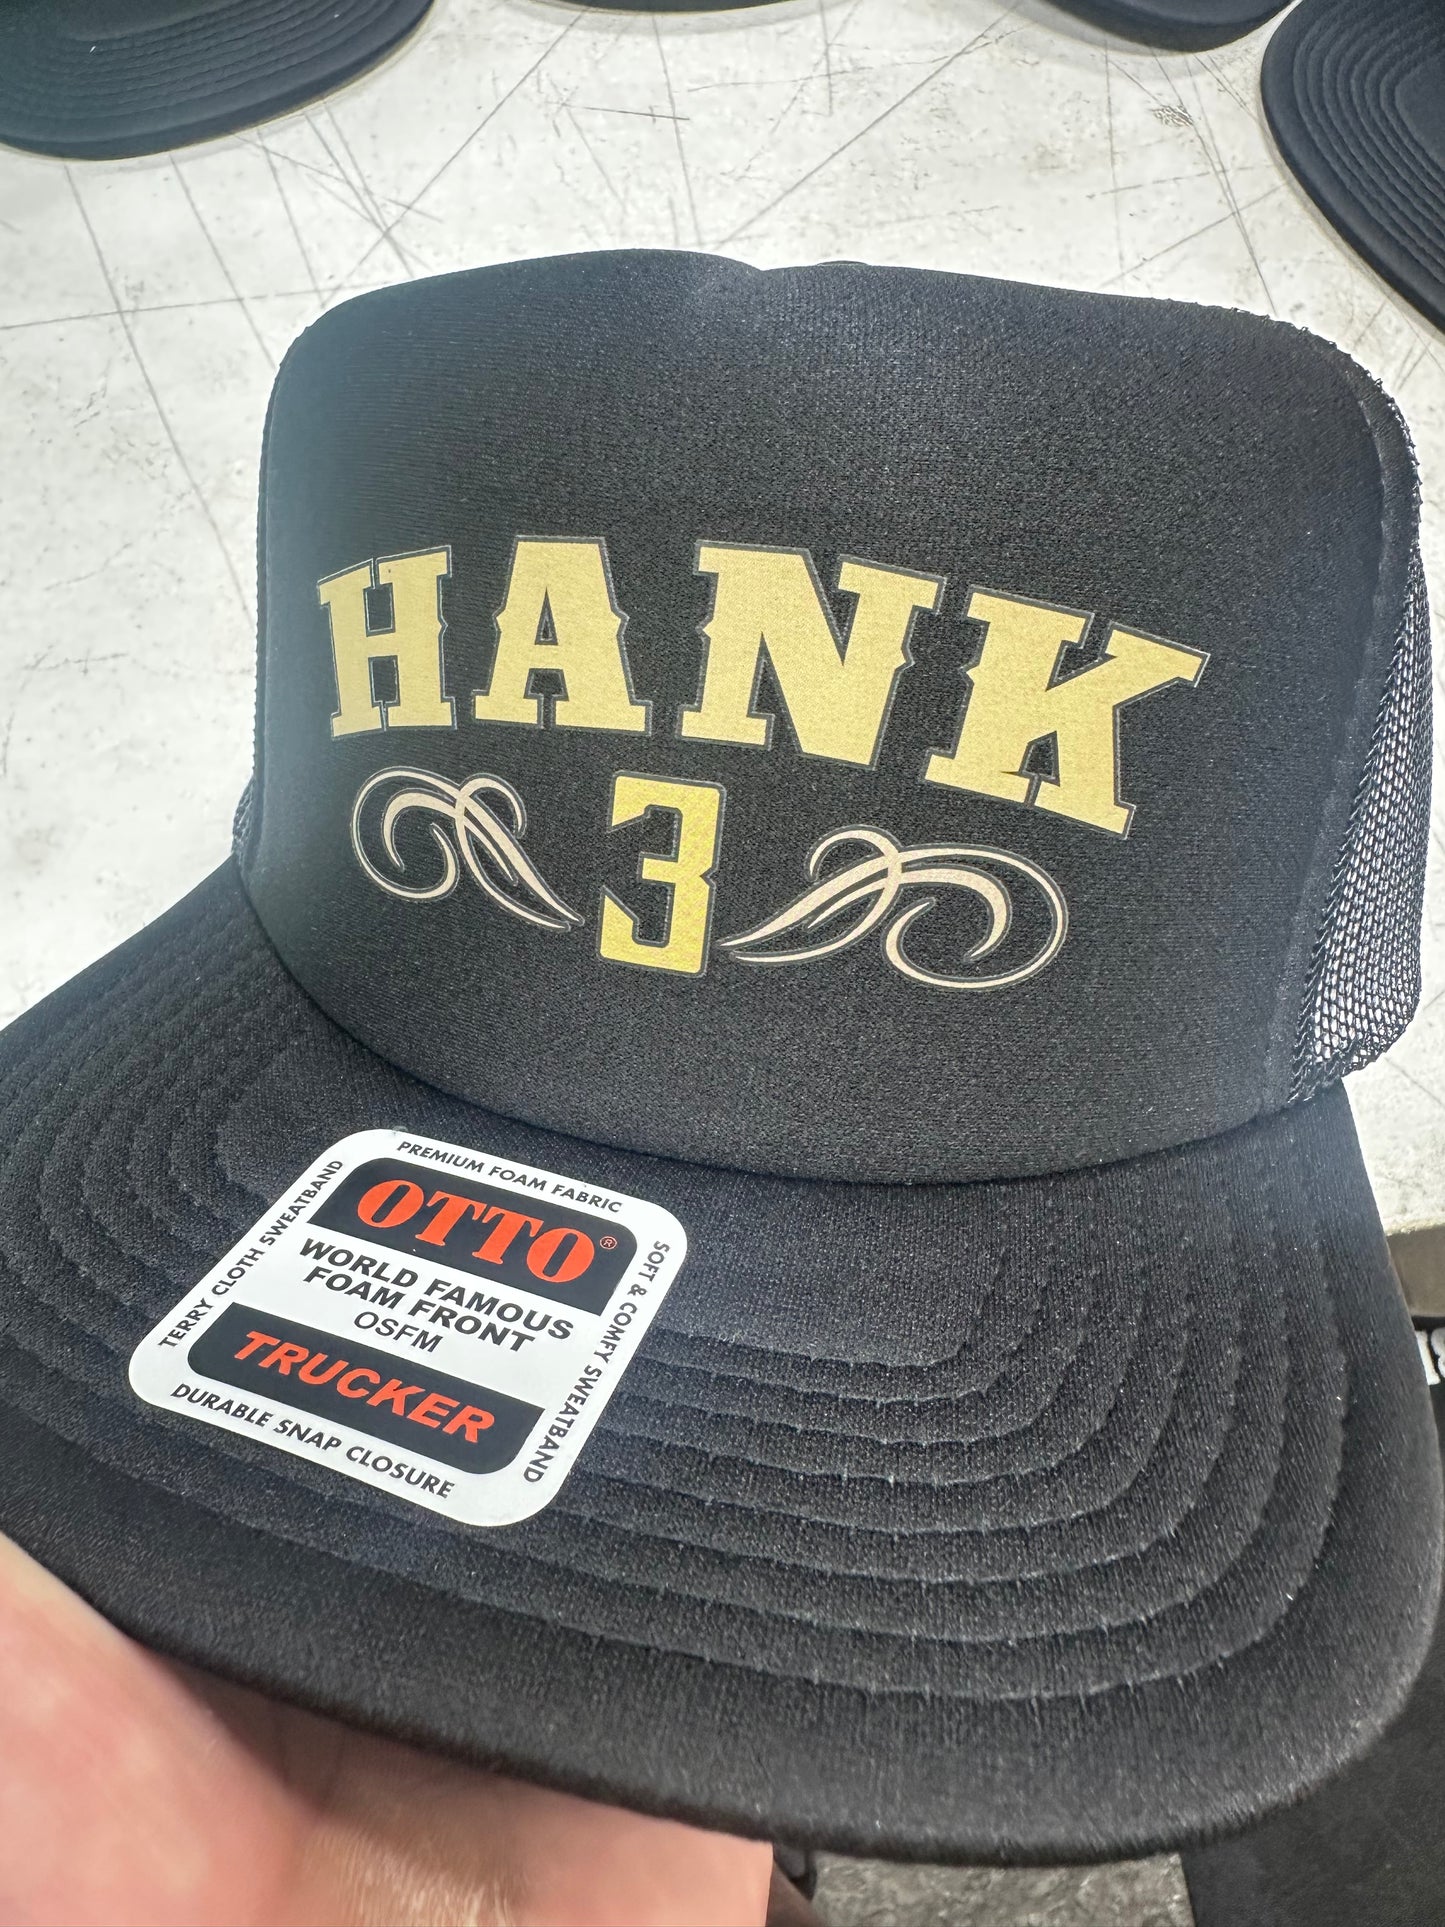 HANK
3
PREMIUM FOAM FABRIC
TERRY CLOTH SWEATBAND
OTTO®
WORLD FAMOUS
FOAM FRONT
OSFM
TRUCKER
SOFT & COMFY SWEATBAND
DURABLE SNAP CLOSURE